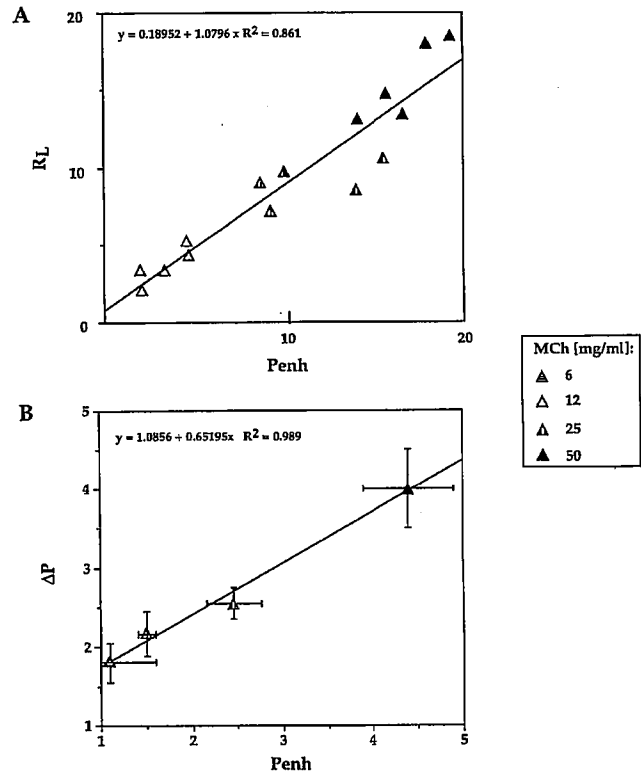 A
20
y = 0.18952 + 1.0796 x R2 = 0.861
RL
10
0
10
20
Penh
MCh [mg/ml]:
6
12
25
50
B
5
y = 1.0856 + 0.65195x R2 = 0.989
4
ΔP
3
2
1
1
2
3
4
5
Penh